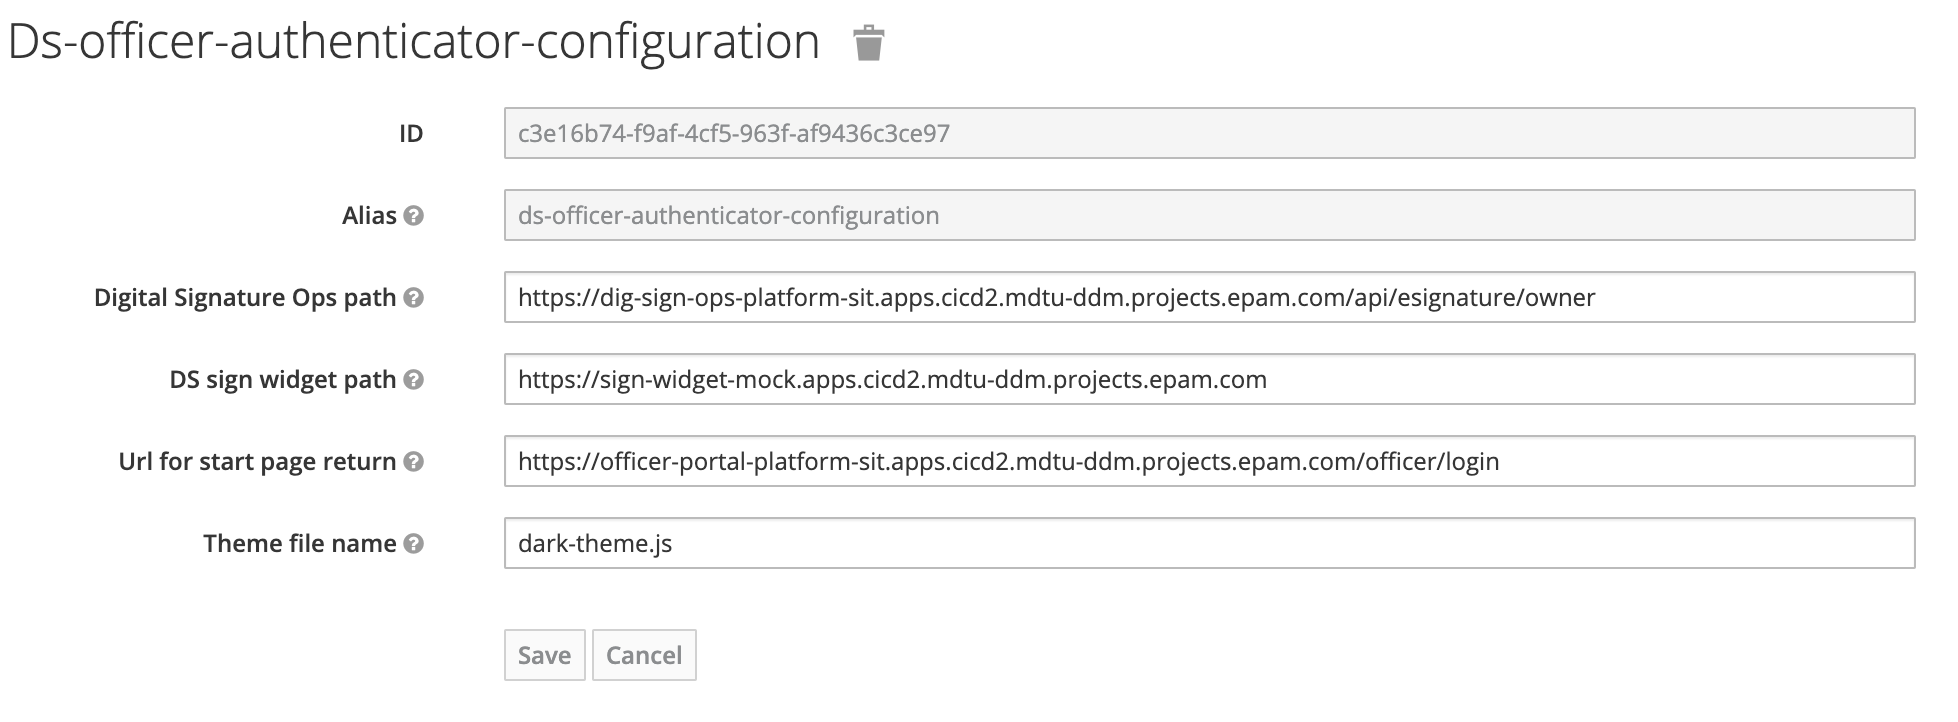 Ds-officer-authenticator-configuration
ID c3e16b74-f9af-4cf5-963f-af9436c3ce97
Alias ds-officer-authenticator-configuration
Digital Signature Ops path https://dig-sign-ops-platform-sit.apps.cicd2.mdtu-ddm.projects.epam.com/api/esignature/owner
DS sign widget path https://sign-widget-mock.apps.cicd2.mdtu-ddm.projects.epam.com
Url for start page return https://officer-portal-platform-sit.apps.cicd2.mdtu-ddm.projects.epam.com/officer/login
Theme file name dark-theme.js
Save Cancel